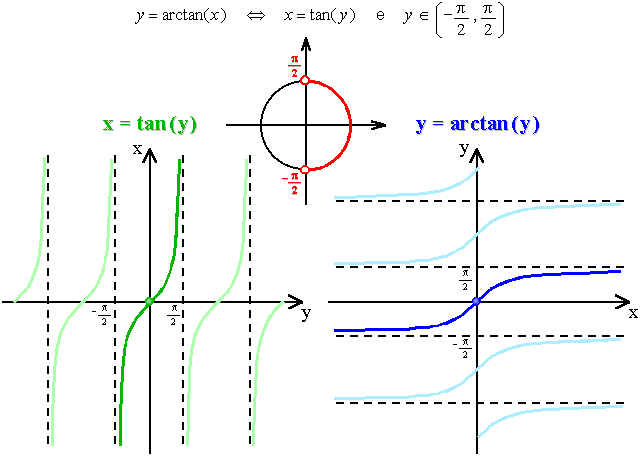 y = arctan(x) ⇔ x = tan(y) e y ∈ (−π/2, π/2)
π/2
x = tan(y)
y = arctan(y)
x
y
-π/2
π/2
-π/2
π/2
y
x
-π/2